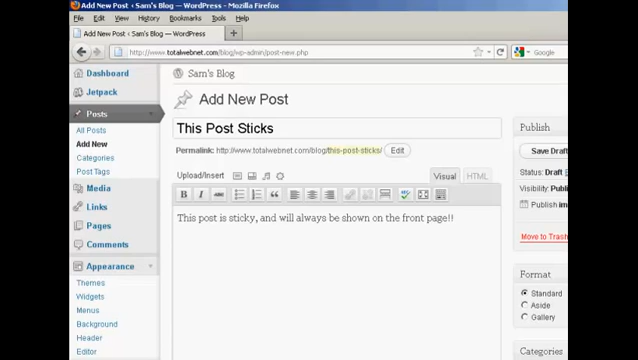 Add New Post ‹ Sam's Blog — WordPress - Mozilla Firefox
File Edit View History Bookmarks Tools Help
Add New Post ‹ Sam's Blog — WordPress
http://www.totalwebnet.com/blog/wp-admin/post-new.php
Google
Dashboard
Jetpack
Posts
All Posts
Add New
Categories
Post Tags
Media
Links
Pages
Comments
Appearance
Themes
Widgets
Menus
Background
Header
Editor
Sam's Blog
Add New Post
This Post Sticks
Permalink: http://www.totalwebnet.com/blog/this-post-sticks/ Edit
Upload/Insert
Visual HTML
B I ABC
This post is sticky, and will always be shown on the front page!!
Publish
Save Draft
Status: Draft
Visibility: Publi
Publish im
Move to Trash
Format
Standard
Aside
Gallery
Categories